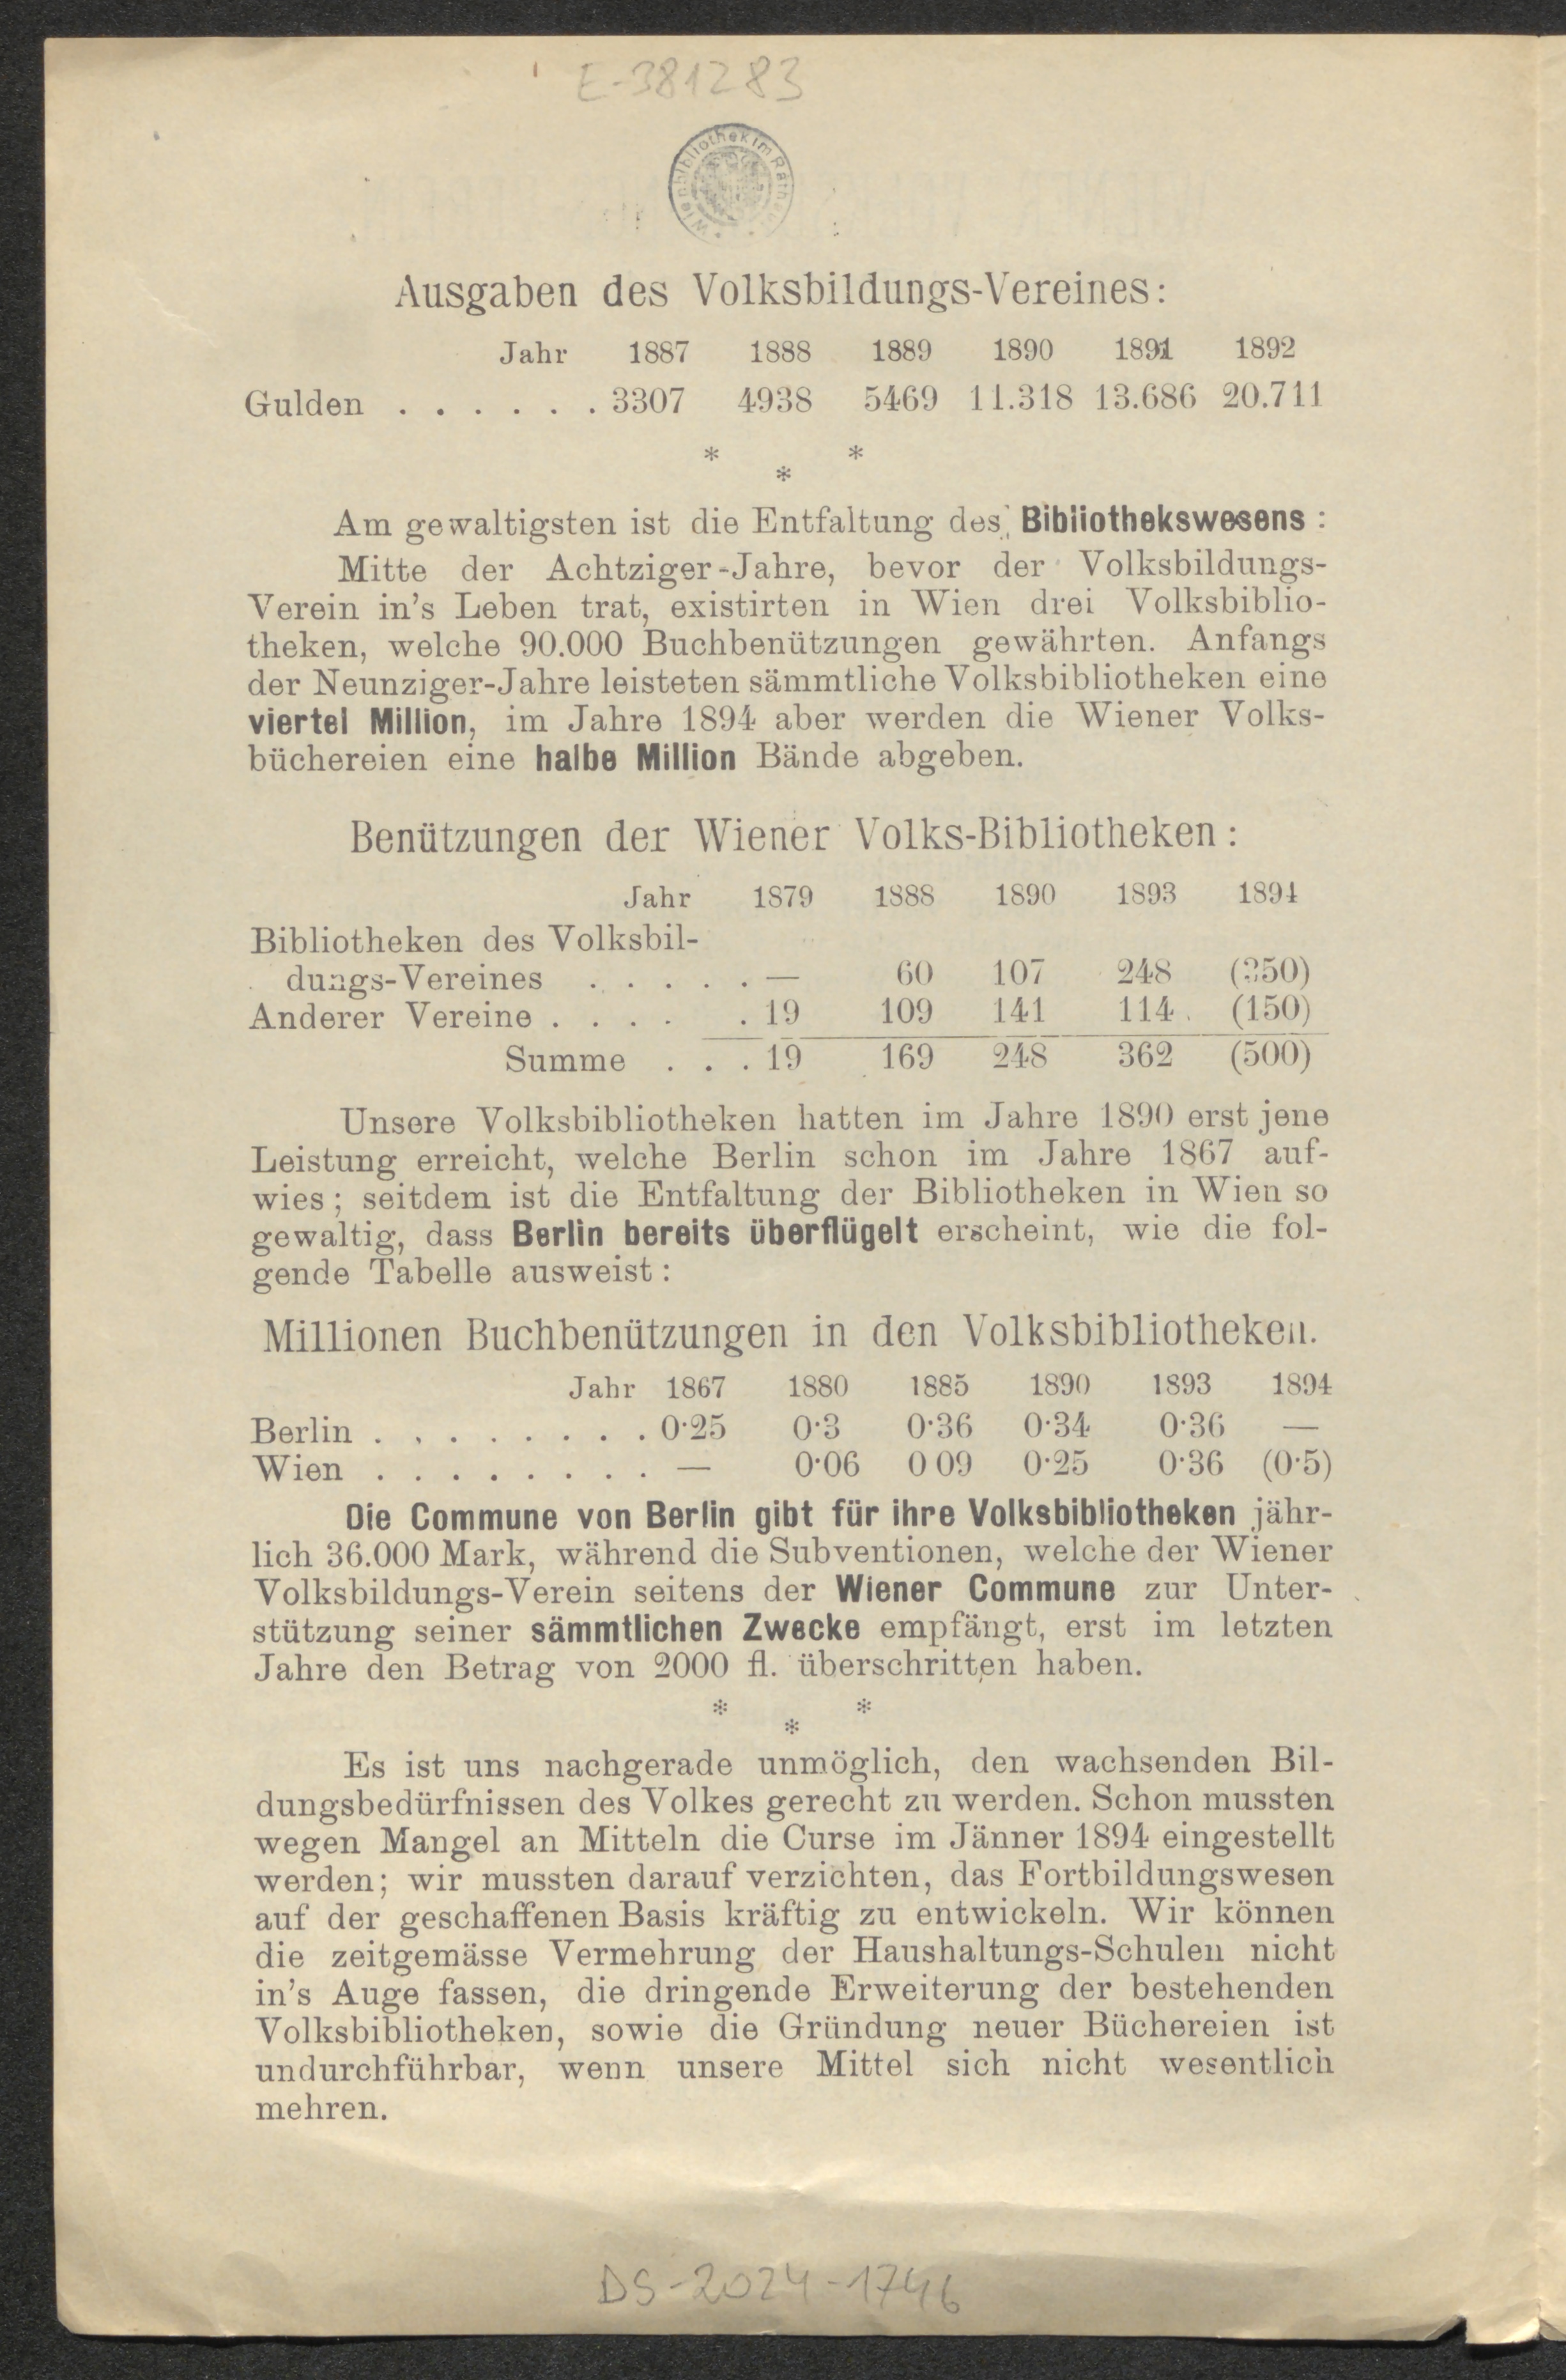 E-381283
Wienbibliothek im Rath
Ausgaben des Volksbildungs-Vereines:
Jahr 1887 1888 1889 1890 1891 1892
Gulden . . . . . . 3307 4938 5469 11.318 13.686 20.711
* * *
Am gewaltigsten ist die Entfaltung des Bibliothekswesens :
Mitte der Achtziger-Jahre, bevor der Volksbildungs-
Verein in's Leben trat, existirten in Wien drei Volksbiblio-
theken, welche 90.000 Buchbenützungen gewährten. Anfangs
der Neunziger-Jahre leisteten sämmtliche Volksbibliotheken eine
viertel Million, im Jahre 1894 aber werden die Wiener Volks-
büchereien eine halbe Million Bände abgeben.
Benützungen der Wiener Volks-Bibliotheken :
Jahr 1879 1888 1890 1893 1894
Bibliotheken des Volksbil-
dungs-Vereines . . . . . — 60 107 248 (350)
Anderer Vereine . . . . . 19 109 141 114 (150)
Summe . . . 19 169 248 362 (500)
Unsere Volksbibliotheken hatten im Jahre 1890 erst jene
Leistung erreicht, welche Berlin schon im Jahre 1867 auf-
wies ; seitdem ist die Entfaltung der Bibliotheken in Wien so
gewaltig, dass Berlin bereits überflügelt erscheint, wie die fol-
gende Tabelle ausweist :
Millionen Buchbenützungen in den Volksbibliotheken.
Jahr 1867 1880 1885 1890 1893 1894
Berlin . . . . . . . . 0·25 0·3 0·36 0·34 0·36 —
Wien . . . . . . . . — 0·06 0 09 0·25 0·36 (0·5)
Die Commune von Berlin gibt für ihre Volksbibliotheken jähr-
lich 36.000 Mark, während die Subventionen, welche der Wiener
Volksbildungs-Verein seitens der Wiener Commune zur Unter-
stützung seiner sämmtlichen Zwecke empfängt, erst im letzten
Jahre den Betrag von 2000 fl. überschritten haben.
* * *
Es ist uns nachgerade unmöglich, den wachsenden Bil-
dungsbedürfnissen des Volkes gerecht zu werden. Schon mussten
wegen Mangel an Mitteln die Curse im Jänner 1894 eingestellt
werden; wir mussten darauf verzichten, das Fortbildungswesen
auf der geschaffenen Basis kräftig zu entwickeln. Wir können
die zeitgemässe Vermehrung der Haushaltungs-Schulen nicht
in's Auge fassen, die dringende Erweiterung der bestehenden
Volksbibliotheken, sowie die Gründung neuer Büchereien ist
undurchführbar, wenn unsere Mittel sich nicht wesentlich
mehren.
DS-2024-1746